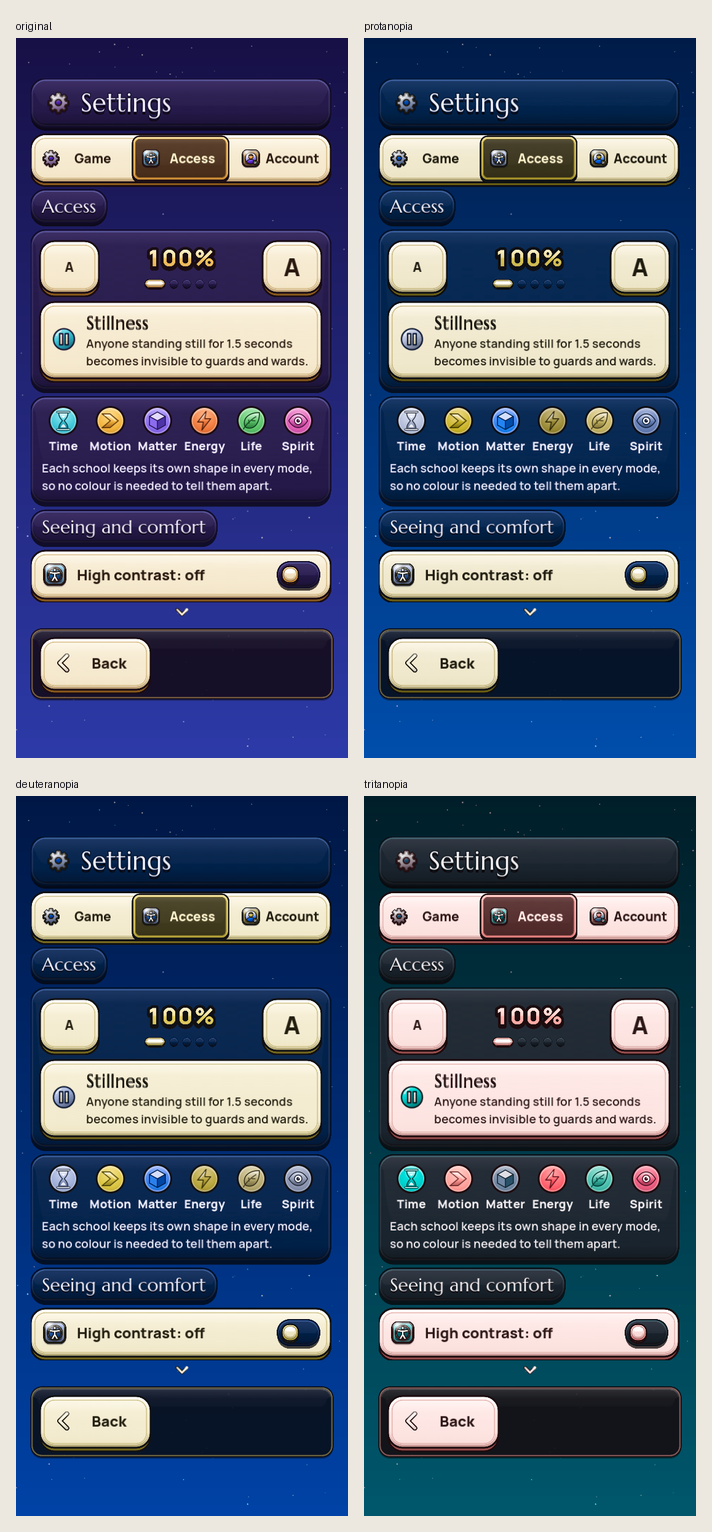 original
Settings
Game Access Account
Access
A 100% A
Stillness
Anyone standing still for 1.5 seconds
becomes invisible to guards and wards.
Time Motion Matter Energy Life Spirit
Each school keeps its own shape in every mode,
so no colour is needed to tell them apart.
Seeing and comfort
High contrast: off
Back
protanopia
Settings
Game Access Account
Access
A 100% A
Stillness
Anyone standing still for 1.5 seconds
becomes invisible to guards and wards.
Time Motion Matter Energy Life Spirit
Each school keeps its own shape in every mode,
so no colour is needed to tell them apart.
Seeing and comfort
High contrast: off
Back
deuteranopia
Settings
Game Access Account
Access
A 100% A
Stillness
Anyone standing still for 1.5 seconds
becomes invisible to guards and wards.
Time Motion Matter Energy Life Spirit
Each school keeps its own shape in every mode,
so no colour is needed to tell them apart.
Seeing and comfort
High contrast: off
Back
tritanopia
Settings
Game Access Account
Access
A 100% A
Stillness
Anyone standing still for 1.5 seconds
becomes invisible to guards and wards.
Time Motion Matter Energy Life Spirit
Each school keeps its own shape in every mode,
so no colour is needed to tell them apart.
Seeing and comfort
High contrast: off
Back